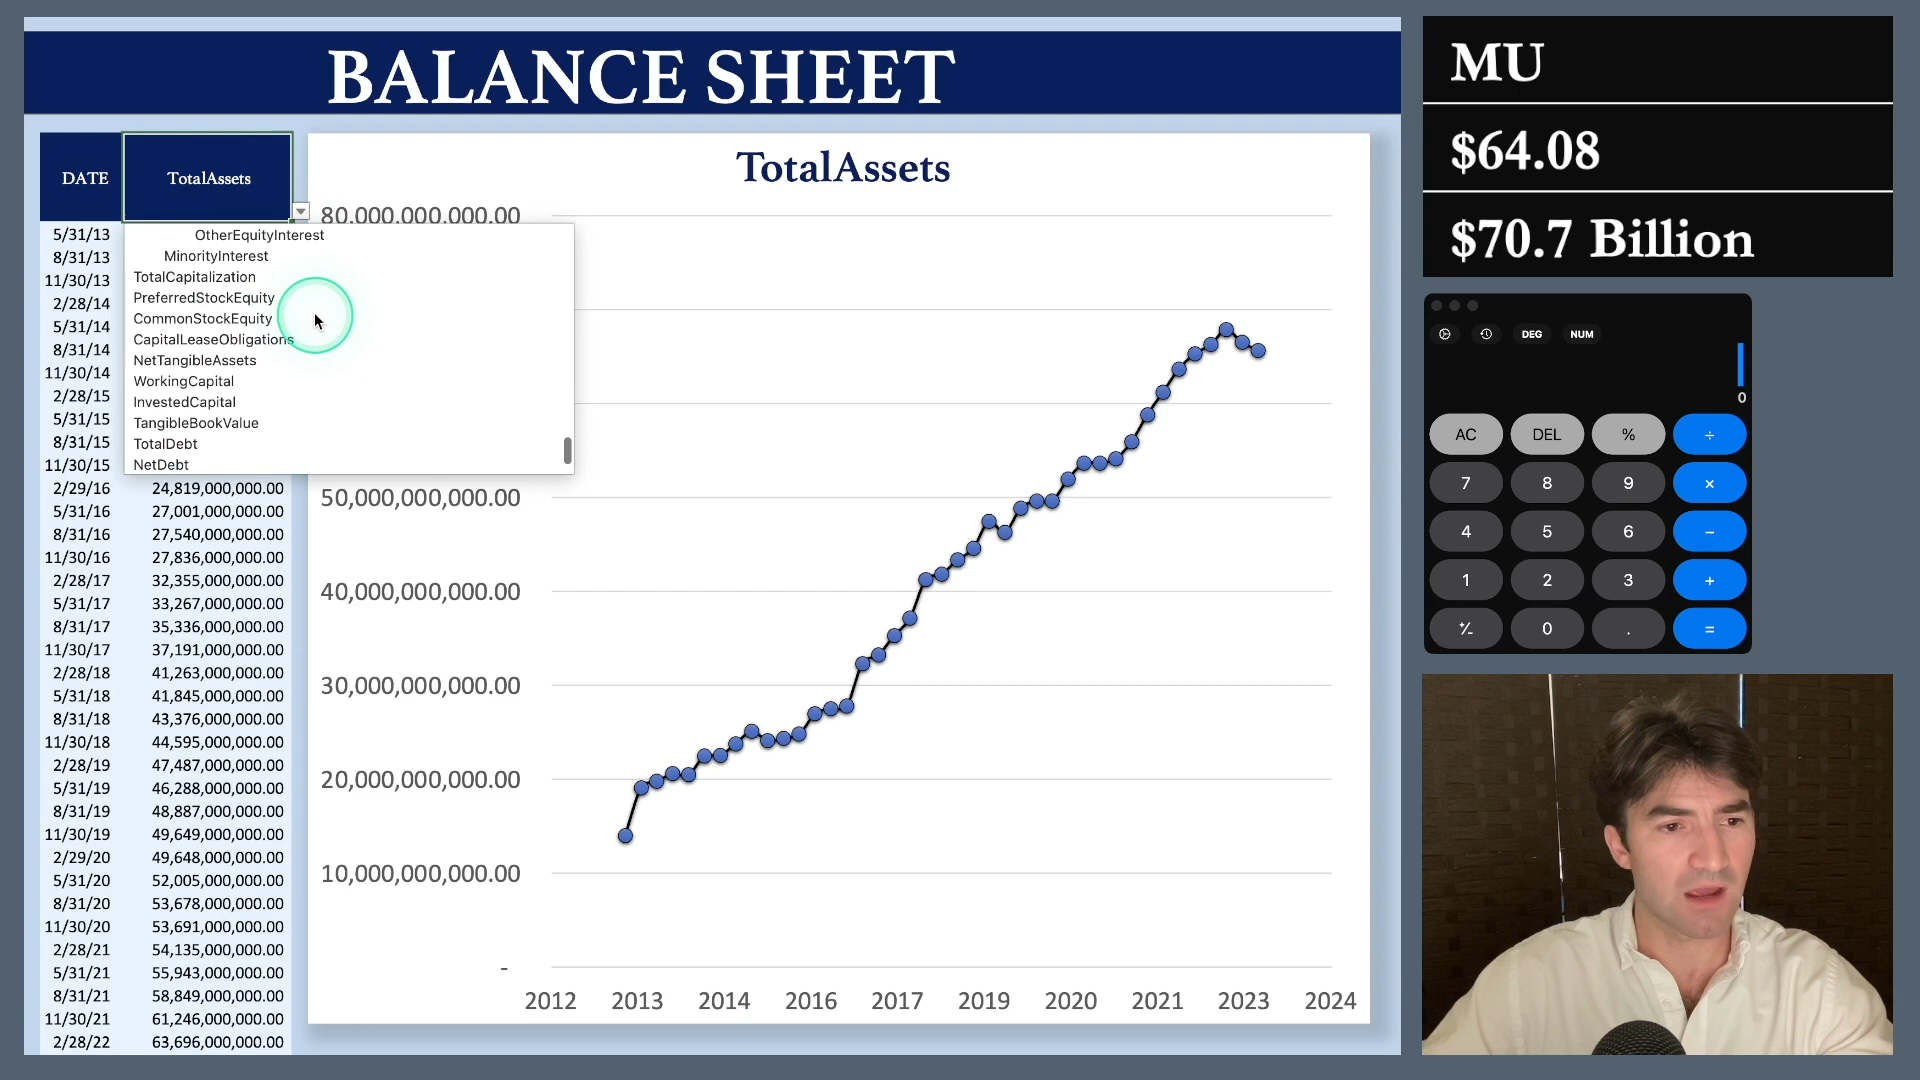 BALANCE SHEET
DATE
TotalAssets
5/31/13
8/31/13
11/30/13
2/28/14
5/31/14
8/31/14
11/30/14
2/28/15
5/31/15
8/31/15
11/30/15
OtherEquityInterest
MinorityInterest
TotalCapitalization
PreferredStockEquity
CommonStockEquity
CapitalLeaseObligations
NetTangibleAssets
WorkingCapital
InvestedCapital
TangibleBookValue
TotalDebt
NetDebt
2/29/16 24,819,000,000.00
5/31/16 27,001,000,000.00
8/31/16 27,540,000,000.00
11/30/16 27,836,000,000.00
2/28/17 32,355,000,000.00
5/31/17 33,267,000,000.00
8/31/17 35,336,000,000.00
11/30/17 37,191,000,000.00
2/28/18 41,263,000,000.00
5/31/18 41,845,000,000.00
8/31/18 43,376,000,000.00
11/30/18 44,595,000,000.00
2/28/19 47,487,000,000.00
5/31/19 46,288,000,000.00
8/31/19 48,887,000,000.00
11/30/19 49,649,000,000.00
2/29/20 49,648,000,000.00
5/31/20 52,005,000,000.00
8/31/20 53,678,000,000.00
11/30/20 53,691,000,000.00
2/28/21 54,135,000,000.00
5/31/21 55,943,000,000.00
8/31/21 58,849,000,000.00
11/30/21 61,246,000,000.00
2/28/22 63,696,000,000.00
TotalAssets
80,000,000,000.00
50,000,000,000.00
40,000,000,000.00
30,000,000,000.00
20,000,000,000.00
10,000,000,000.00
-
2012 2013 2014 2016 2017 2019 2020 2021 2023 2024
MU
$64.08
$70.7 Billion
DEG NUM
0
AC DEL % ÷
7 8 9 ×
4 5 6 −
1 2 3 +
⁺⁄₋ 0 . =